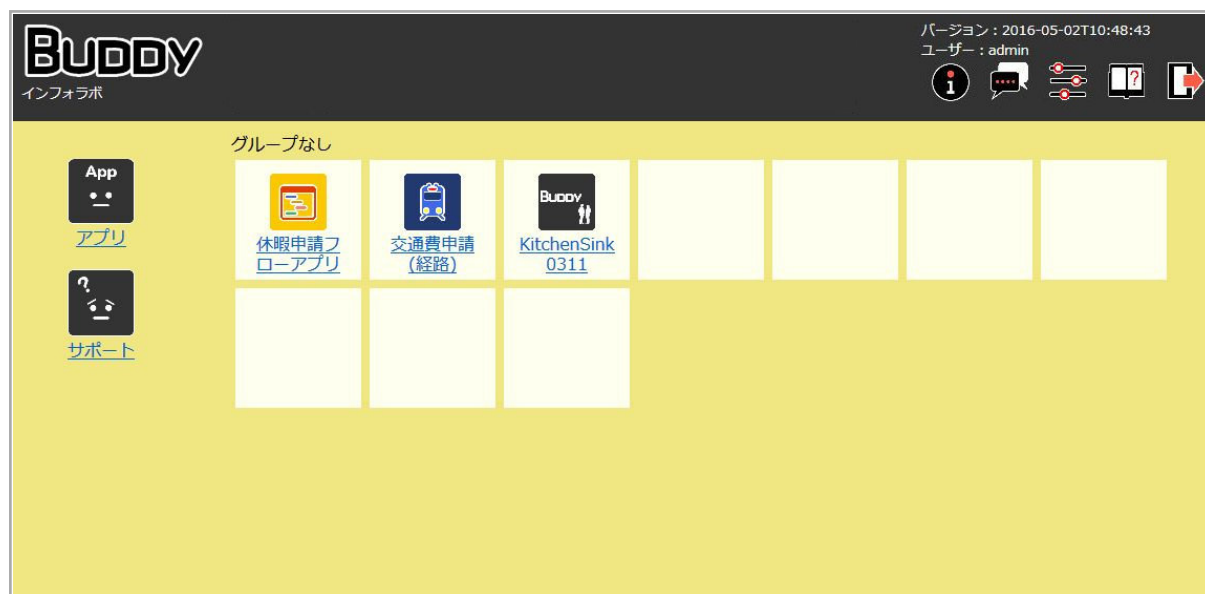 BUDDY
インフォラボ
バージョン : 2016-05-02T10:48:43
ユーザー : admin
グループなし
App
アプリ
?
サポート
休暇申請フ
ローアプリ
交通費申請
(経路)
BUDDY
KitchenSink
0311